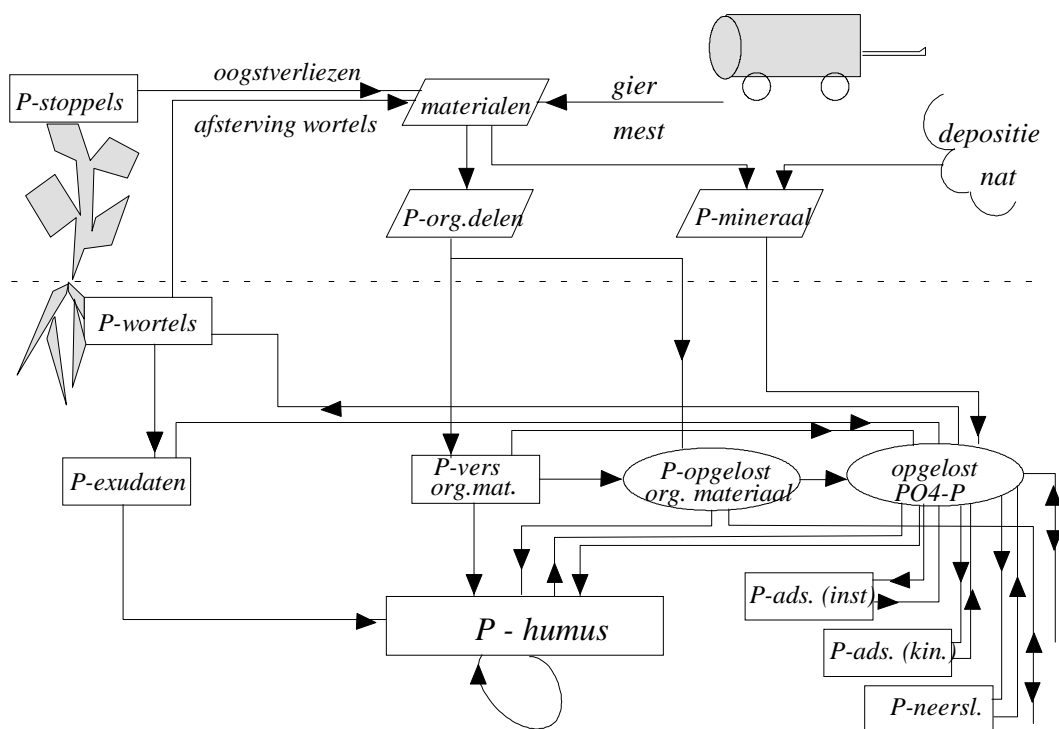 oogstverliezen
P-stoppels
materialen
gier
afsterving wortels
mest
depositie
nat
P-org.delen
P-mineraal
P-wortels
P-exudaten
P-vers
org.mat.
P-opgelost
org. materiaal
opgelost
PO4-P
P-ads. (inst)
P - humus
P-ads. (kin.)
P-neersl.